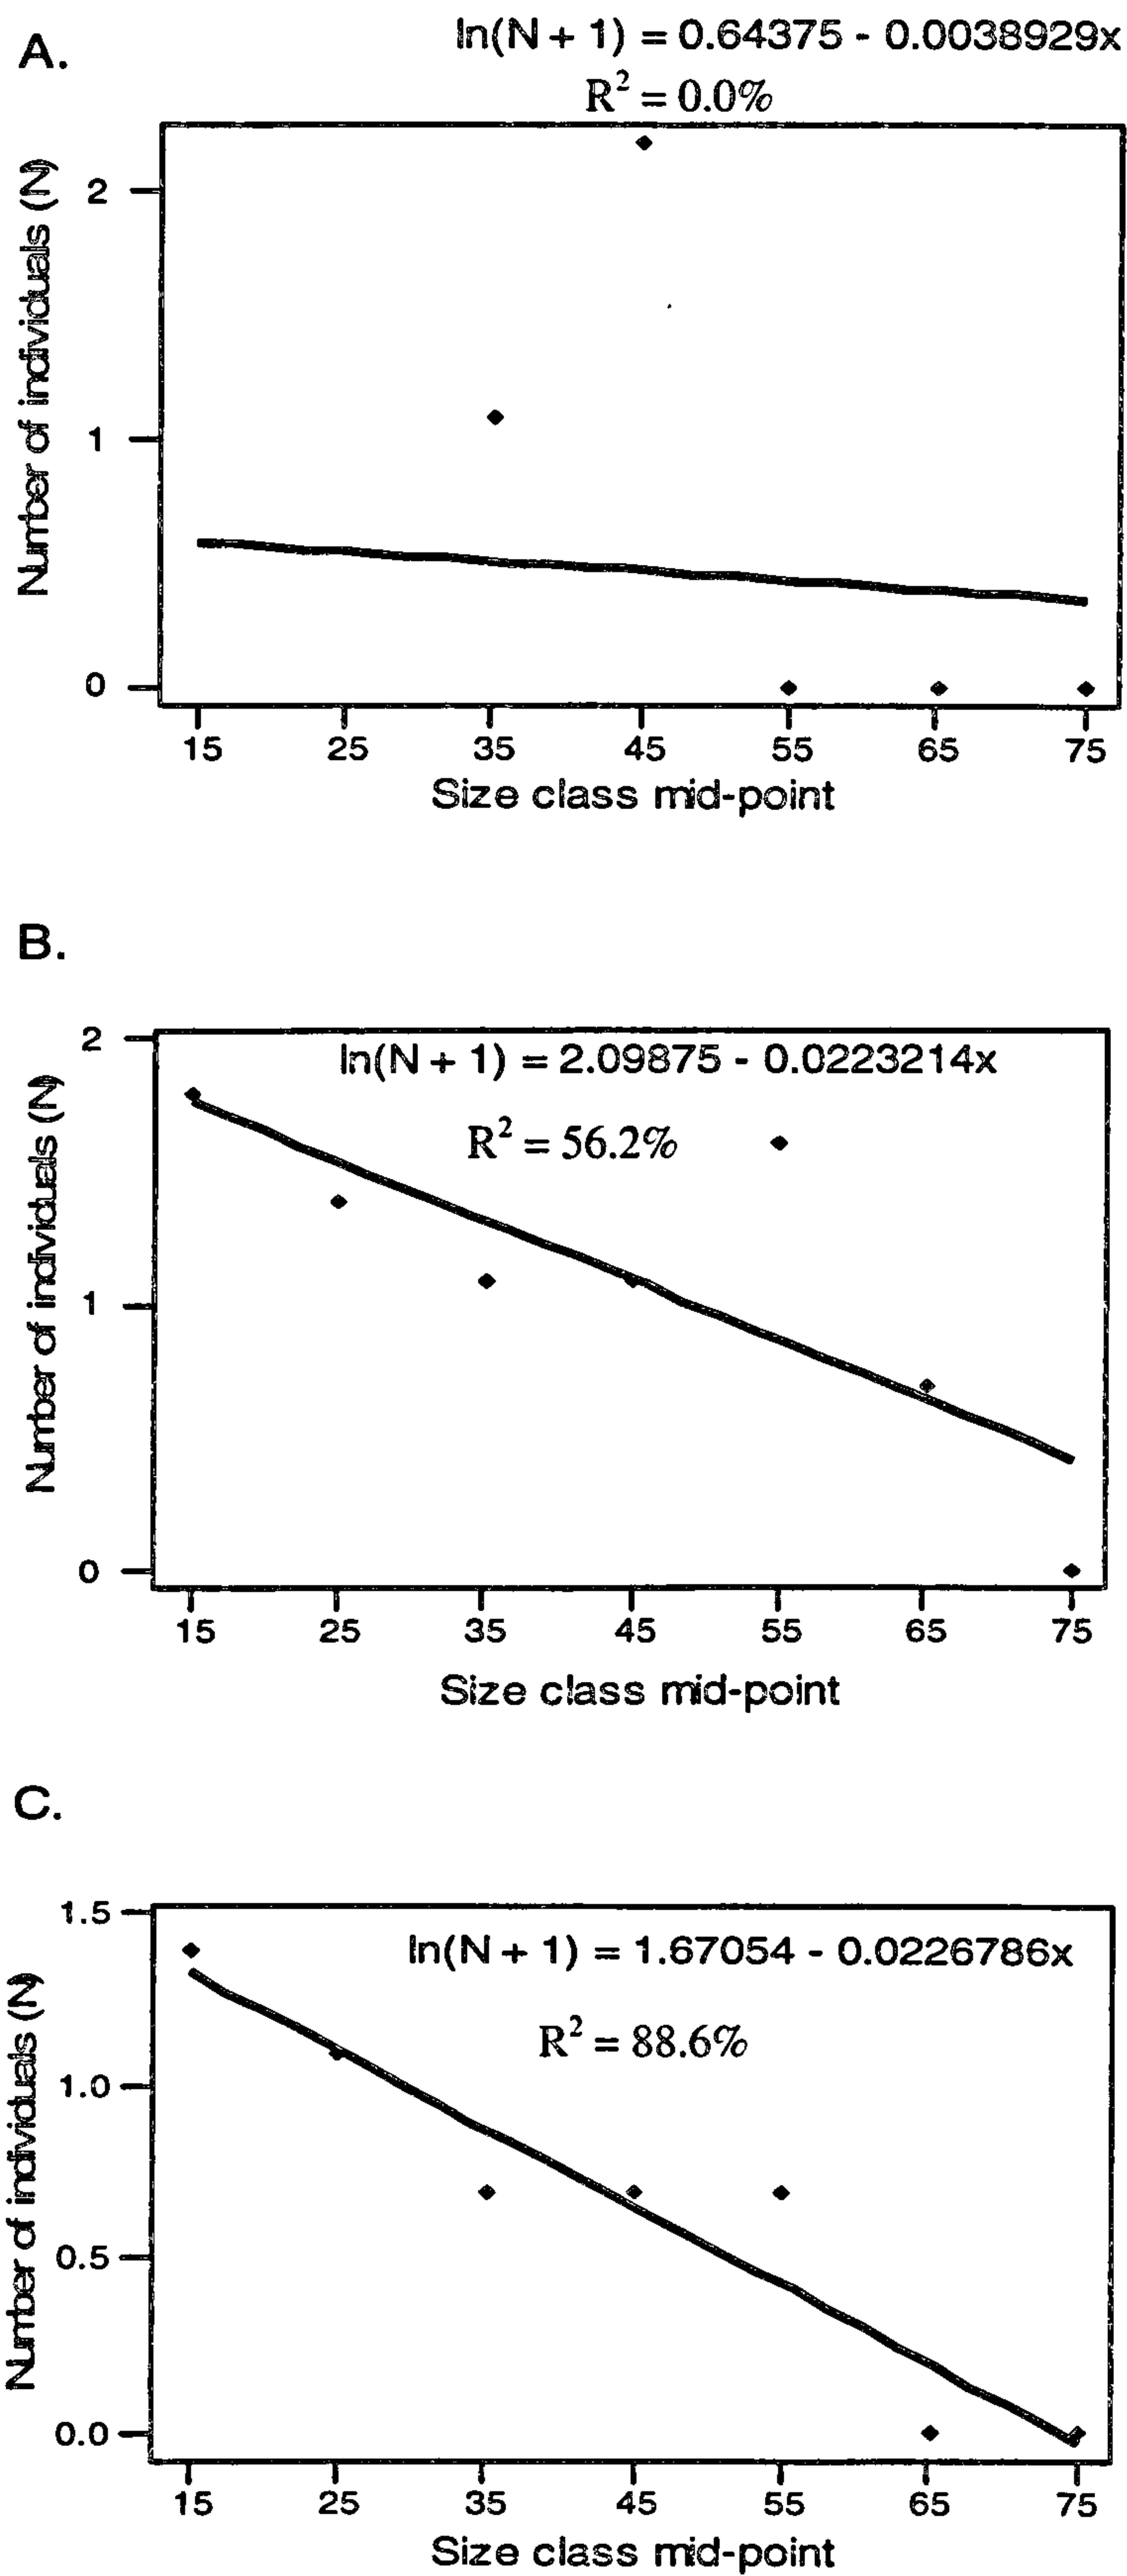 A.
ln(N + 1) = 0.64375 - 0.0038929x
R² = 0.0%
Number of individuals (N)
2
1
0
15 25 35 45 55 65 75
Size class mid-point
B.
ln(N + 1) = 2.09875 - 0.0223214x
R² = 56.2%
Number of individuals (N)
2
1
0
15 25 35 45 55 65 75
Size class mid-point
C.
ln(N + 1) = 1.67054 - 0.0226786x
R² = 88.6%
Number of individuals (N)
1.5
1.0
0.5
0.0
15 25 35 45 55 65 75
Size class mid-point